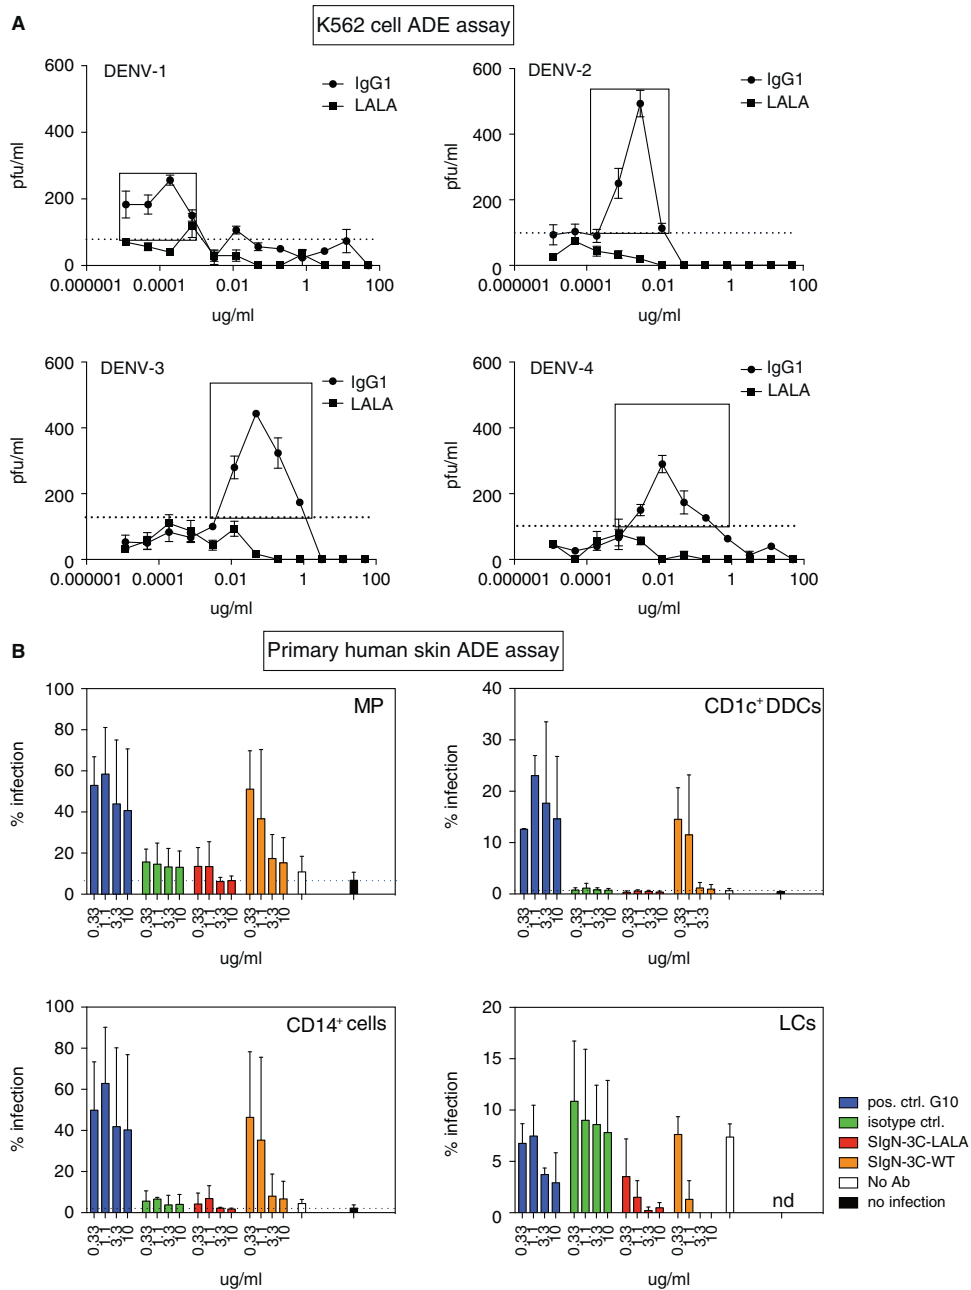 A
K562 cell ADE assay
DENV-1
IgG1
LALA
600
400
200
0
pfu/ml
0.000001 0.0001 0.01 1 100
ug/ml
DENV-2
IgG1
LALA
600
400
200
0
pfu/ml
0.000001 0.0001 0.01 1 100
ug/ml
DENV-3
IgG1
LALA
600
400
200
0
pfu/ml
0.000001 0.0001 0.01 1 100
ug/ml
DENV-4
IgG1
LALA
600
400
200
0
pfu/ml
0.000001 0.0001 0.01 1 100
ug/ml
B
Primary human skin ADE assay
MP
100
80
60
40
20
0
% infection
0.33 1.1 3.3 10 0.33 1.1 3.3 10 0.33 1.1 3.3 10 0.33 1.1 3.3 10
ug/ml
CD1c+ DDCs
40
30
20
10
0
% infection
0.33 1.1 3.3 10 0.33 1.1 3.3 10 0.33 1.1 3.3 10 0.33 1.1 3.3
ug/ml
CD14+ cells
100
80
60
40
20
0
% infection
0.33 1.1 3.3 10 0.33 1.1 3.3 10 0.33 1.1 3.3 10 0.33 1.1 3.3 10
ug/ml
LCs
20
15
10
5
0
% infection
nd
0.33 1.1 3.3 10 0.33 1.1 3.3 10 0.33 1.1 3.3 10 0.33 1.1 3.3 10
ug/ml
pos. ctrl. G10
isotype ctrl.
SIgN-3C-LALA
SIgN-3C-WT
No Ab
no infection